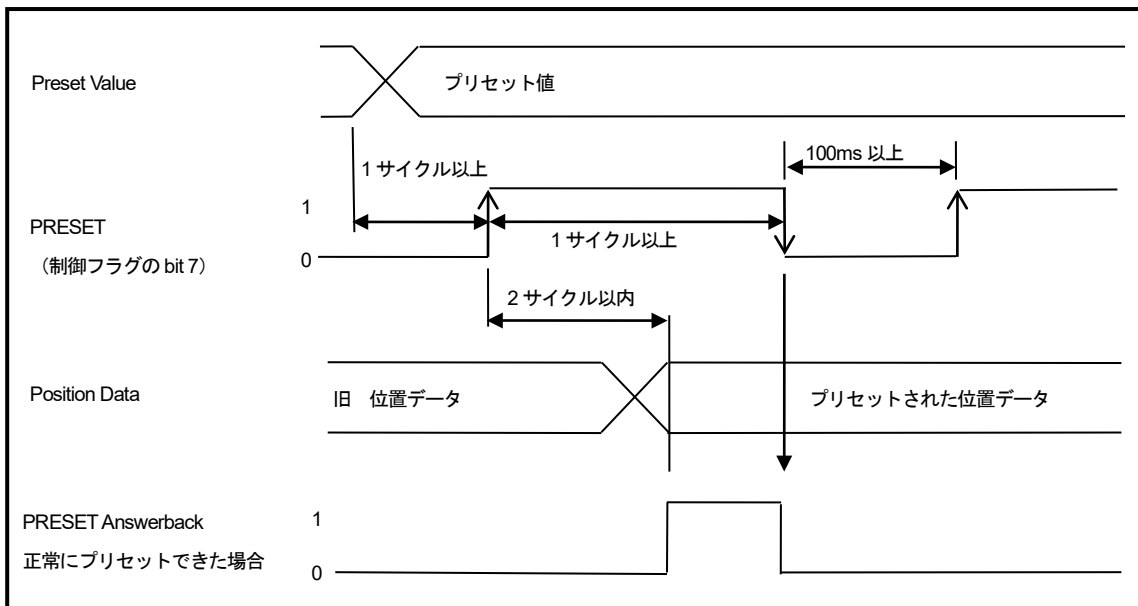 Preset Value
プリセット値
1 サイクル以上
100ms 以上
1
PRESET
1 サイクル以上
（制御フラグの bit 7）
0
2 サイクル以内
Position Data
旧 位置データ
プリセットされた位置データ
PRESET Answerback
1
正常にプリセットできた場合
0